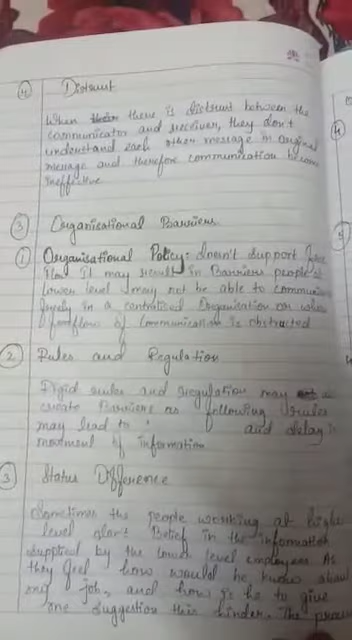 ④ Distrust
When there is distrust between the
communicator and receiver, they don't
understand each other message in original
message and therefore communication become
ineffective
③ Organisational Barriers
① Organisational Policy: doesn't support free
flow it may result in Barriers people at
lower level may not be able to communicate
freely in a centralised Organisation or when
freeflow of communication is obstructed
② Rules and Regulation
Rigid rules and regulation may
create Barriers as following rules
may lead to and delay in
movement of information
③ Status Difference
Sometimes the people working at high
level don't Belief in the information
supplied by the lower level employees As
they feel how would he know about
my job, and how is he to give
me suggestion this hinder. The